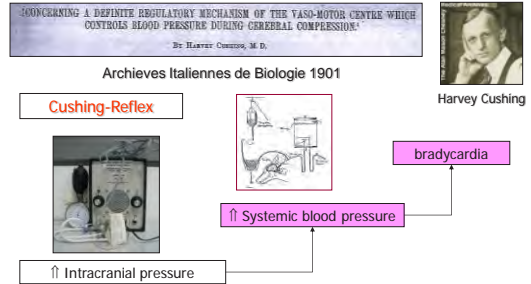 CONCERNING A DEFINITE REGULATORY MECHANISM OF THE VASO-MOTOR CENTRE WHICH
CONTROLS BLOOD PRESSURE DURING CEREBRAL COMPRESSION.¹
BY HARVEY CUSHING, M. D.
Archieves Italiennes de Biologie 1901
Harvey Cushing
Cushing-Reflex
bradycardia
⇑ Systemic blood pressure
⇑ Intracranial pressure